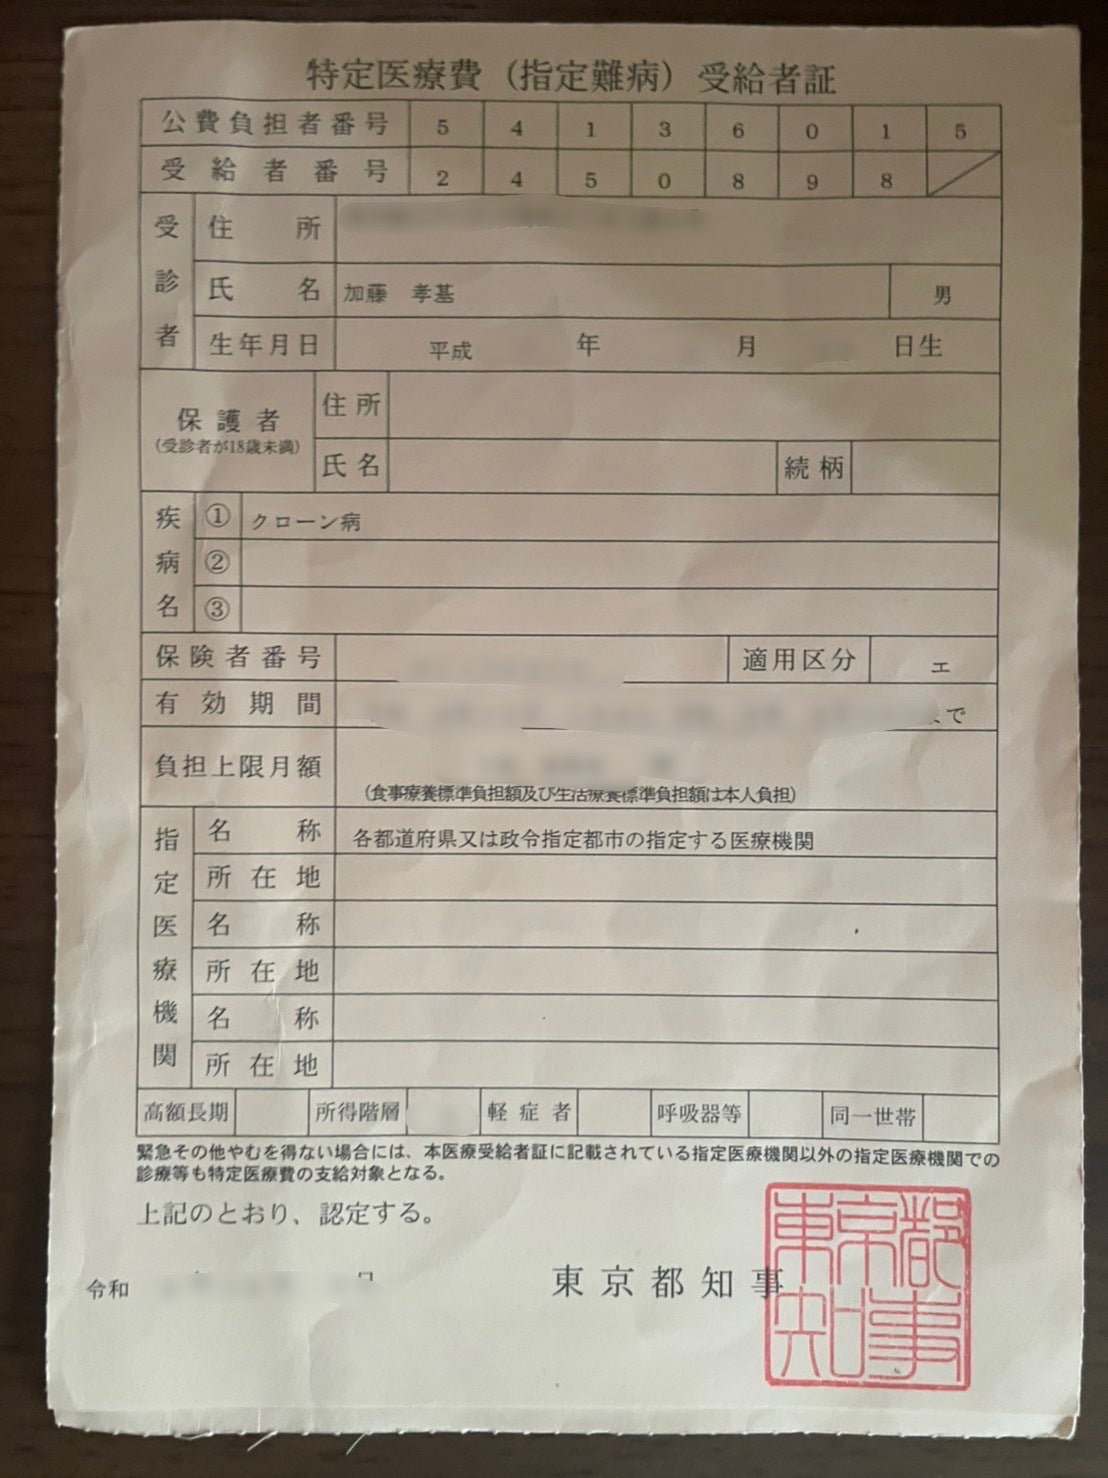 特定医療費(指定難病)受給者証
公費負担者番号 5 4 1 3 6 0 1 5
受給者番号 2 4 5 0 8 9 8
受診者
住所
氏名 加藤 孝基 男
生年月日 平成 年 月 日生
保護者
(受診者が18歳未満)
住所
氏名 続柄
疾病名
① クローン病
②
③
保険者番号 適用区分 エ
有効期間 まで
負担上限月額
(食事療養標準負担額及び生活療養標準負担額は本人負担)
指定医療機関
名称 各都道府県又は政令指定都市の指定する医療機関
所在地
名称
所在地
名称
所在地
高額長期 所得階層 軽症者 呼吸器等 同一世帯
緊急その他やむを得ない場合には、本医療受給者証に記載されている指定医療機関以外の指定医療機関での
診療等も特定医療費の支給対象となる。
上記のとおり、認定する。
令和 日
東京都知事
東京都
知事